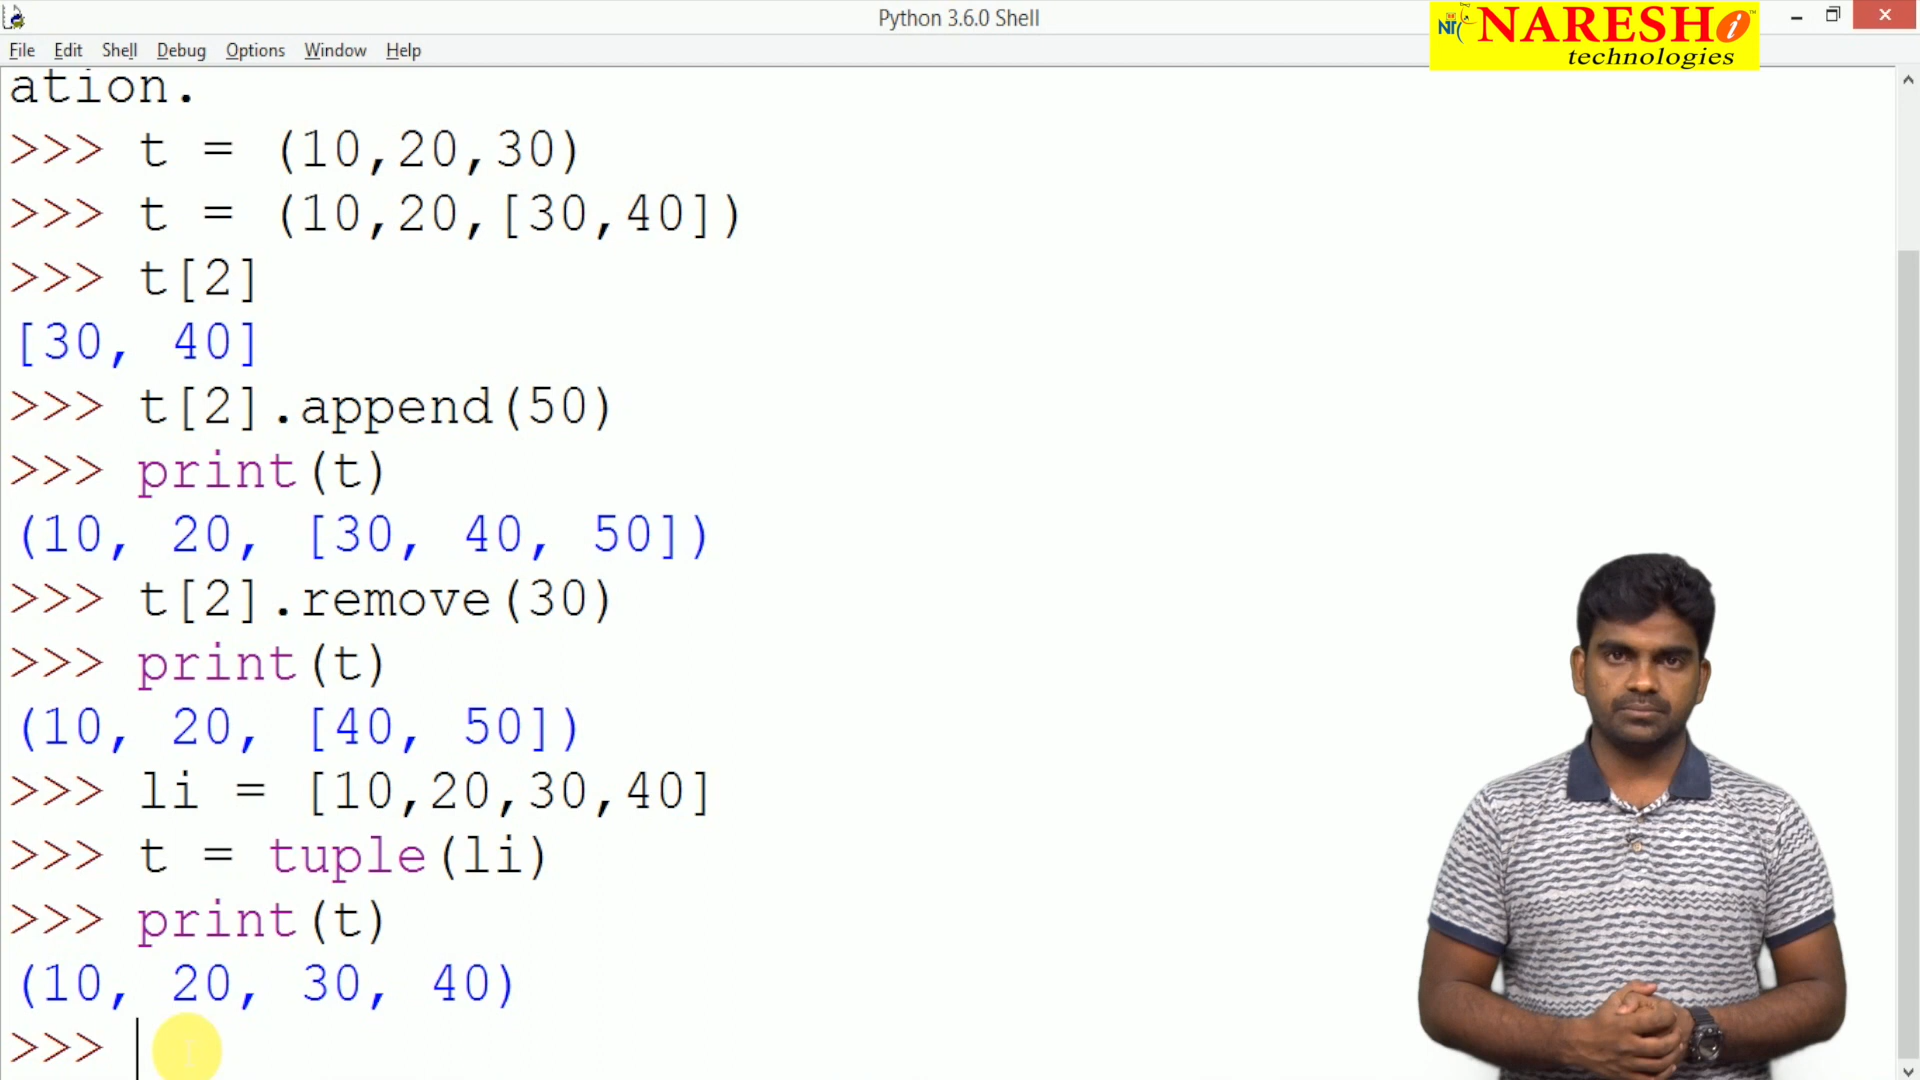 Python 3.6.0 Shell
NARESH i
technologies
File Edit Shell Debug Options Window Help
ation.
>>> t = (10,20,30)
>>> t = (10,20,[30,40])
>>> t[2]
[30, 40]
>>> t[2].append(50)
>>> print(t)
(10, 20, [30, 40, 50])
>>> t[2].remove(30)
>>> print(t)
(10, 20, [40, 50])
>>> li = [10,20,30,40]
>>> t = tuple(li)
>>> print(t)
(10, 20, 30, 40)
>>>